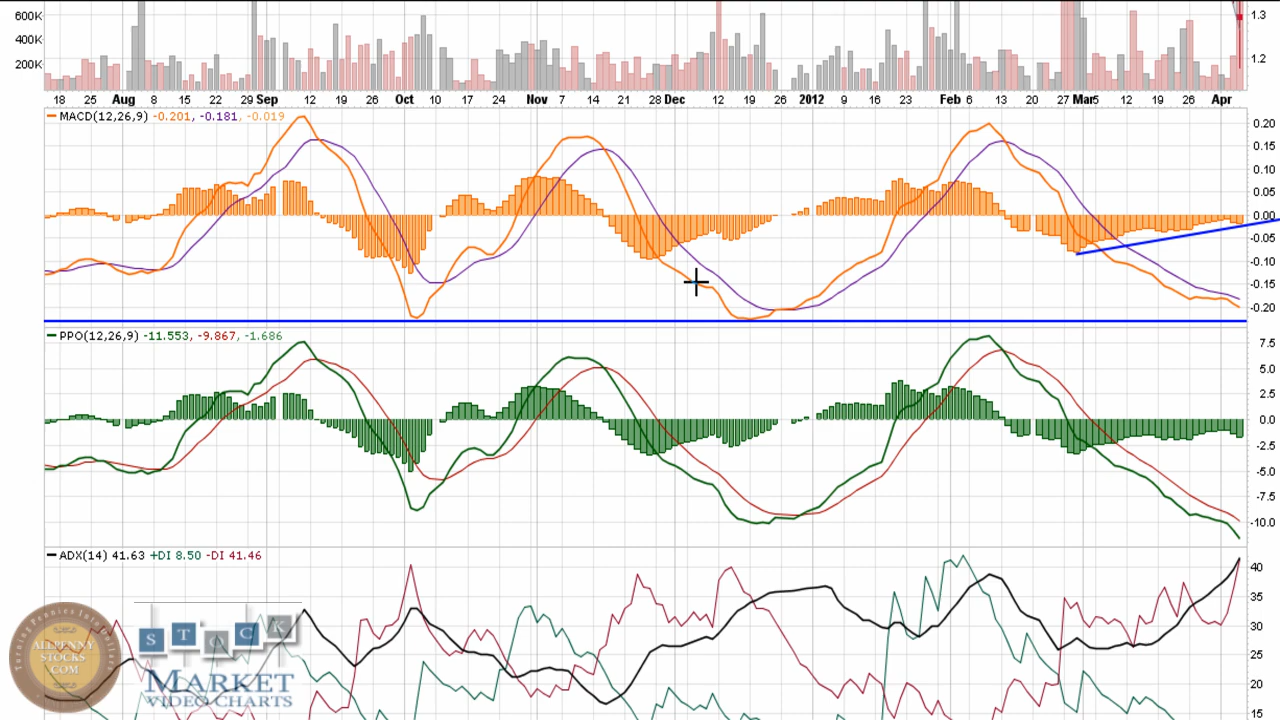 600K
400K
200K
1.3
1.2
18 25 Aug 8 15 22 29 Sep 12 19 26 Oct 10 17 24 Nov 7 14 21 28 Dec 12 19 26 2012 9 16 23 Feb 6 13 20 27 Mar 5 12 19 26 Apr
MACD(12,26,9) -0.201, -0.181, -0.019
0.20
0.15
0.10
0.05
0.00
-0.05
-0.10
-0.15
-0.20
PPO(12,26,9) -11.553, -9.867, -1.686
7.5
5.0
2.5
0.0
-2.5
-5.0
-7.5
-10.0
ADX(14) 41.63 +DI 8.50 -DI 41.46
40
35
30
25
20
15
Turning Pennies Into Dollars
ALLPENNY
STOCKS
.COM
STOCK
MARKET
VIDEO CHARTS